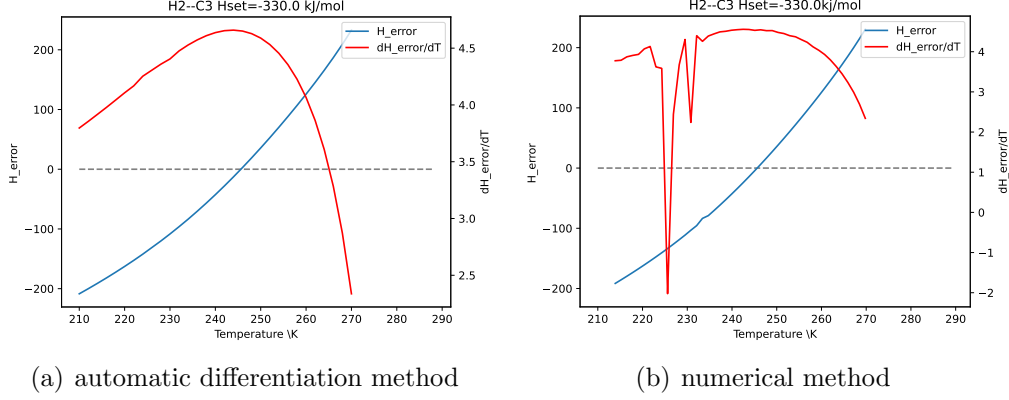 H2--C3 Hset=-330.0 kJ/mol
H_error
dH_error/dT
200
100
0
−100
−200
H_error
4.5
4.0
3.5
3.0
2.5
dH_error/dT
210 220 230 240 250 260 270 280 290
Temperature \K
(a) automatic differentiation method
H2--C3 Hset=-330.0kj/mol
H_error
dH_error/dT
200
100
0
−100
−200
H_error
4
3
2
1
0
−1
−2
dH_error/dT
210 220 230 240 250 260 270 280 290
Temperature \K
(b) numerical method